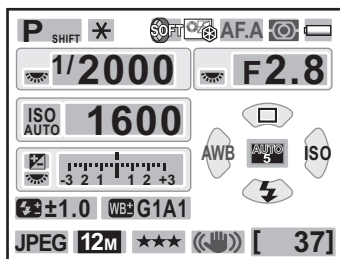 P SHIFT SOFT AF.A
1/2000 F2.8
ISO AUTO 1600
-3 2 1 1 2 +3
AWB AUTO 5 ISO
±1.0 WB± G1A1
JPEG 12M ★★★ [ 37]